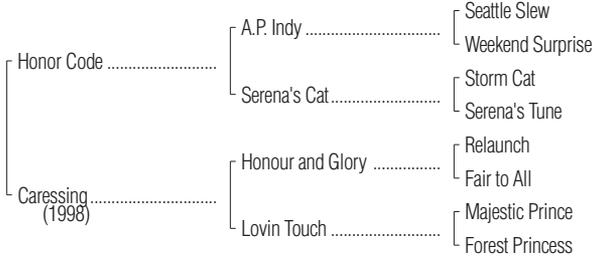 Seattle Slew
A.P. Indy ............................
Weekend Surprise
Honor Code .......................
Storm Cat
Serena's Cat.......................
Serena's Tune
Relaunch
Honour and Glory ..............
Fair to All
Caressing..........................
(1998)
Majestic Prince
Lovin Touch .......................
Forest Princess